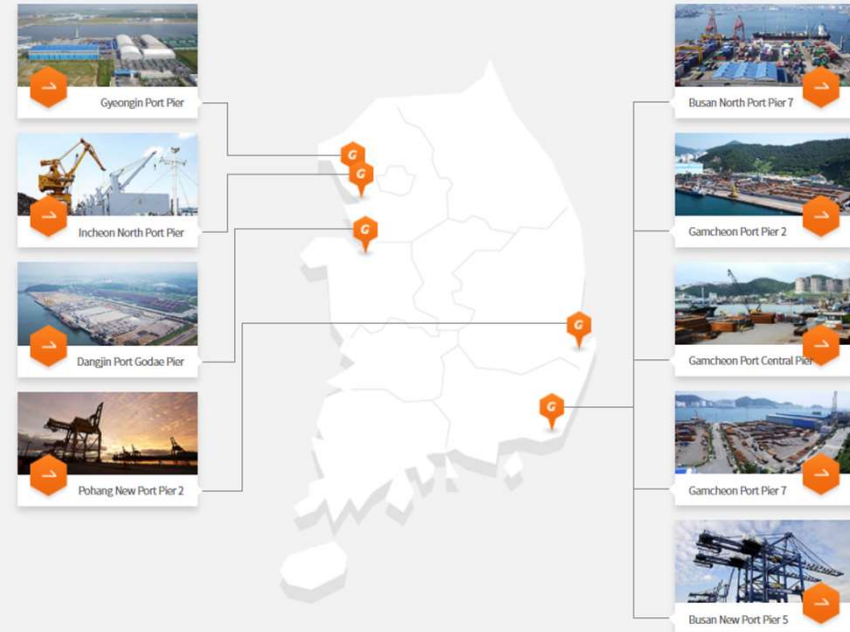 Gyeongin Port Pier
Incheon North Port Pier
Dangjin Port Godae Pier
Pohang New Port Pier 2
G
G
G
G
G
Busan North Port Pier 7
Gamcheon Port Pier 2
Gamcheon Port Central Pier
Gamcheon Port Pier 7
Busan New Port Pier 5